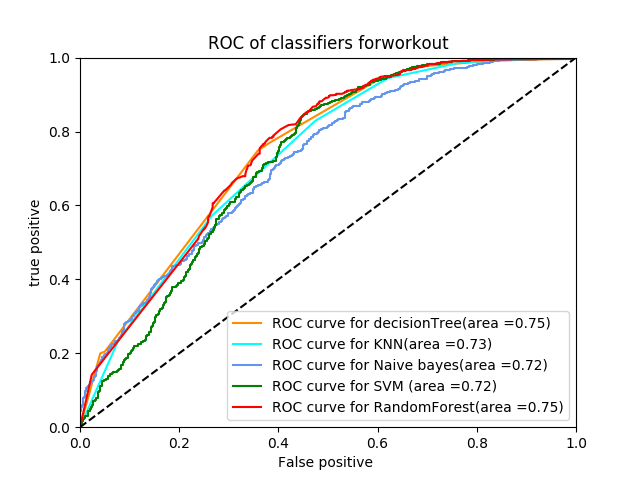 ROC of classifiers forworkout
true positive
1.0
0.8
0.6
0.4
0.2
0.0
ROC curve for decisionTree(area =0.75)
ROC curve for KNN(area =0.73)
ROC curve for Naive bayes(area =0.72)
ROC curve for SVM (area =0.72)
ROC curve for RandomForest(area =0.75)
0.0 0.2 0.4 0.6 0.8 1.0
False positive